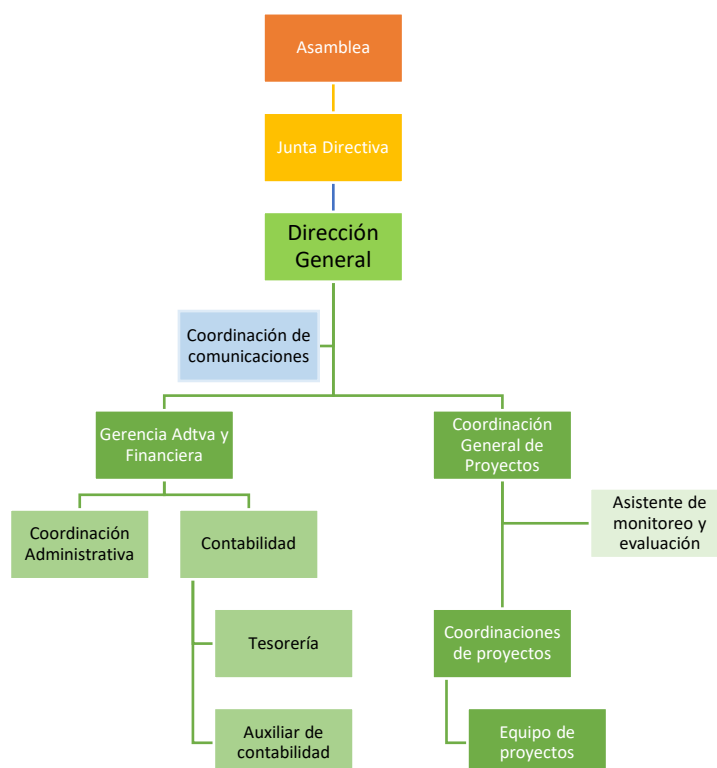 Asamblea
Junta Directiva
Dirección
General
Coordinación de
comunicaciones
Gerencia Adtva y
Financiera
Coordinación
General de
Proyectos
Asistente de
monitoreo y
evaluación
Coordinación
Administrativa
Contabilidad
Tesorería
Coordinaciones
de proyectos
Auxiliar de
contabilidad
Equipo de
proyectos